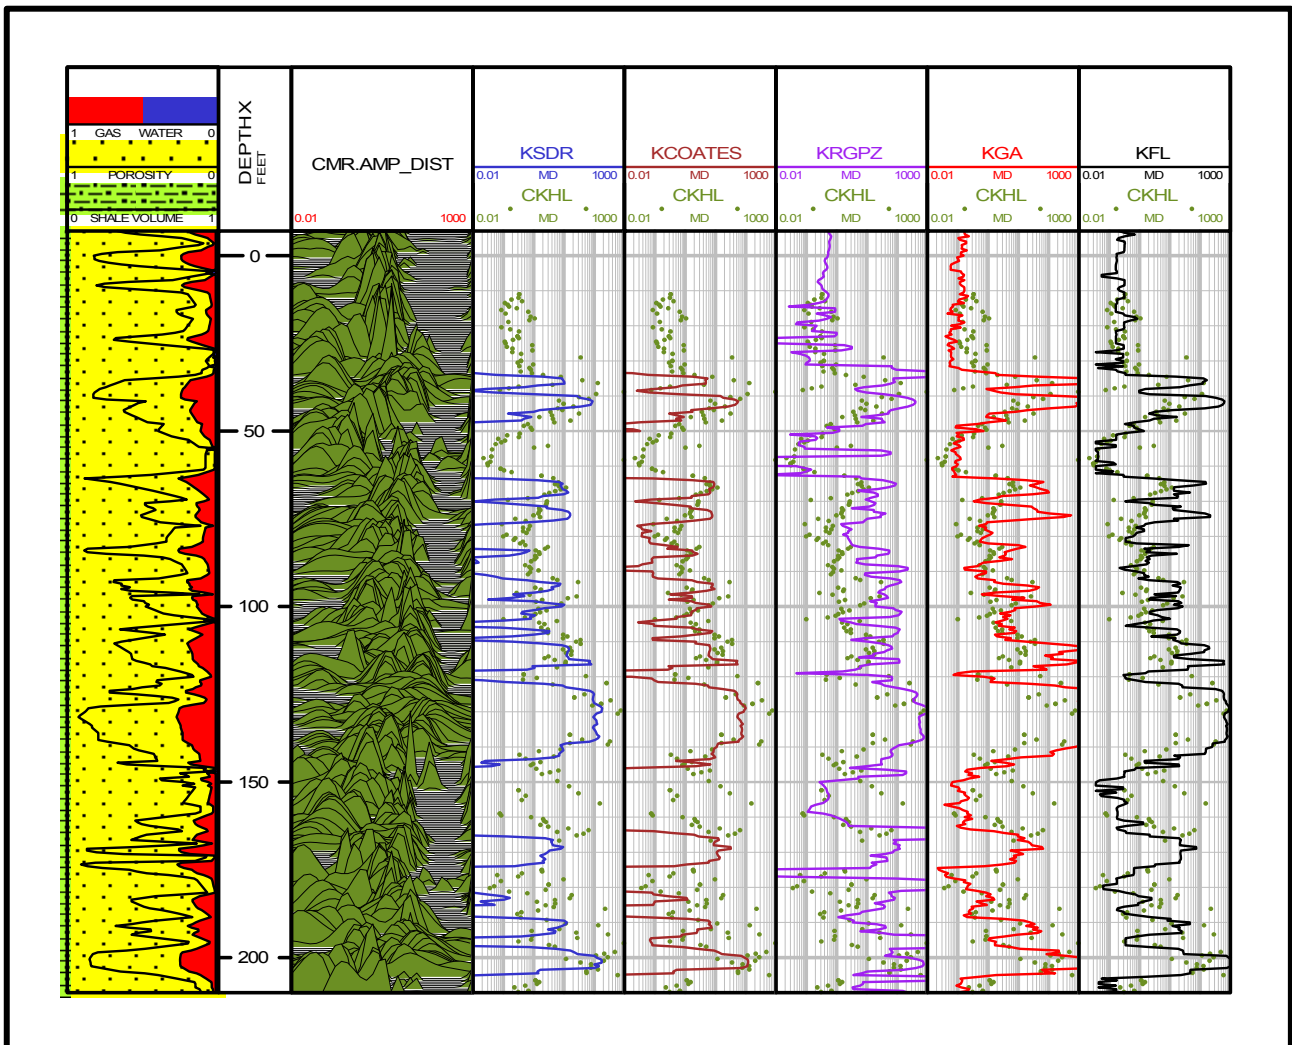 1 GAS WATER 0
1 POROSITY 0
0 SHALE VOLUME 1
DEPTHX
FEET
CMR.AMP_DIST
0.01 1000
KSDR
0.01 MD 1000
CKHL
0.01 MD 1000
KCOATES
0.01 MD 1000
CKHL
0.01 MD 1000
KRGPZ
0.01 MD 1000
CKHL
0.01 MD 1000
KGA
0.01 MD 1000
CKHL
0.01 MD 1000
KFL
0.01 MD 1000
CKHL
0.01 MD 1000
0
50
100
150
200